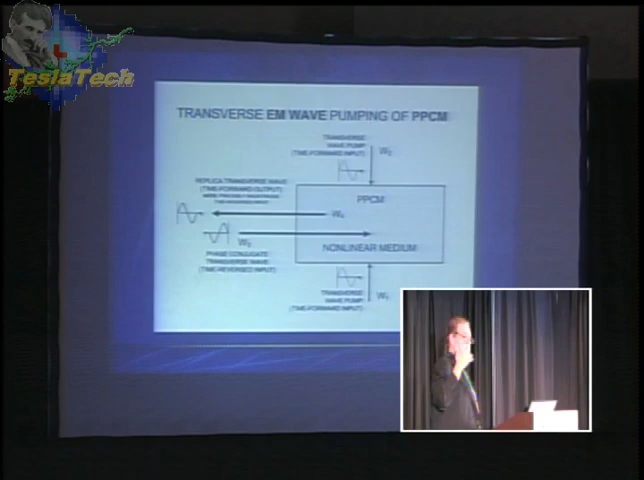 TeslaTech
TRANSVERSE EM WAVE PUMPING OF PPCM
TRANSVERSE
WAVE PUMP
(TIME-FORWARD INPUT)
W2
REPLICA TRANSVERSE WAVE
(TIME-FORWARD OUTPUT)
PPCM
W4
W3
NONLINEAR MEDIUM
PHASE CONJUGATE
TRANSVERSE WAVE
(TIME-REVERSED INPUT)
TRANSVERSE
WAVE PUMP
(TIME-FORWARD INPUT)
W1